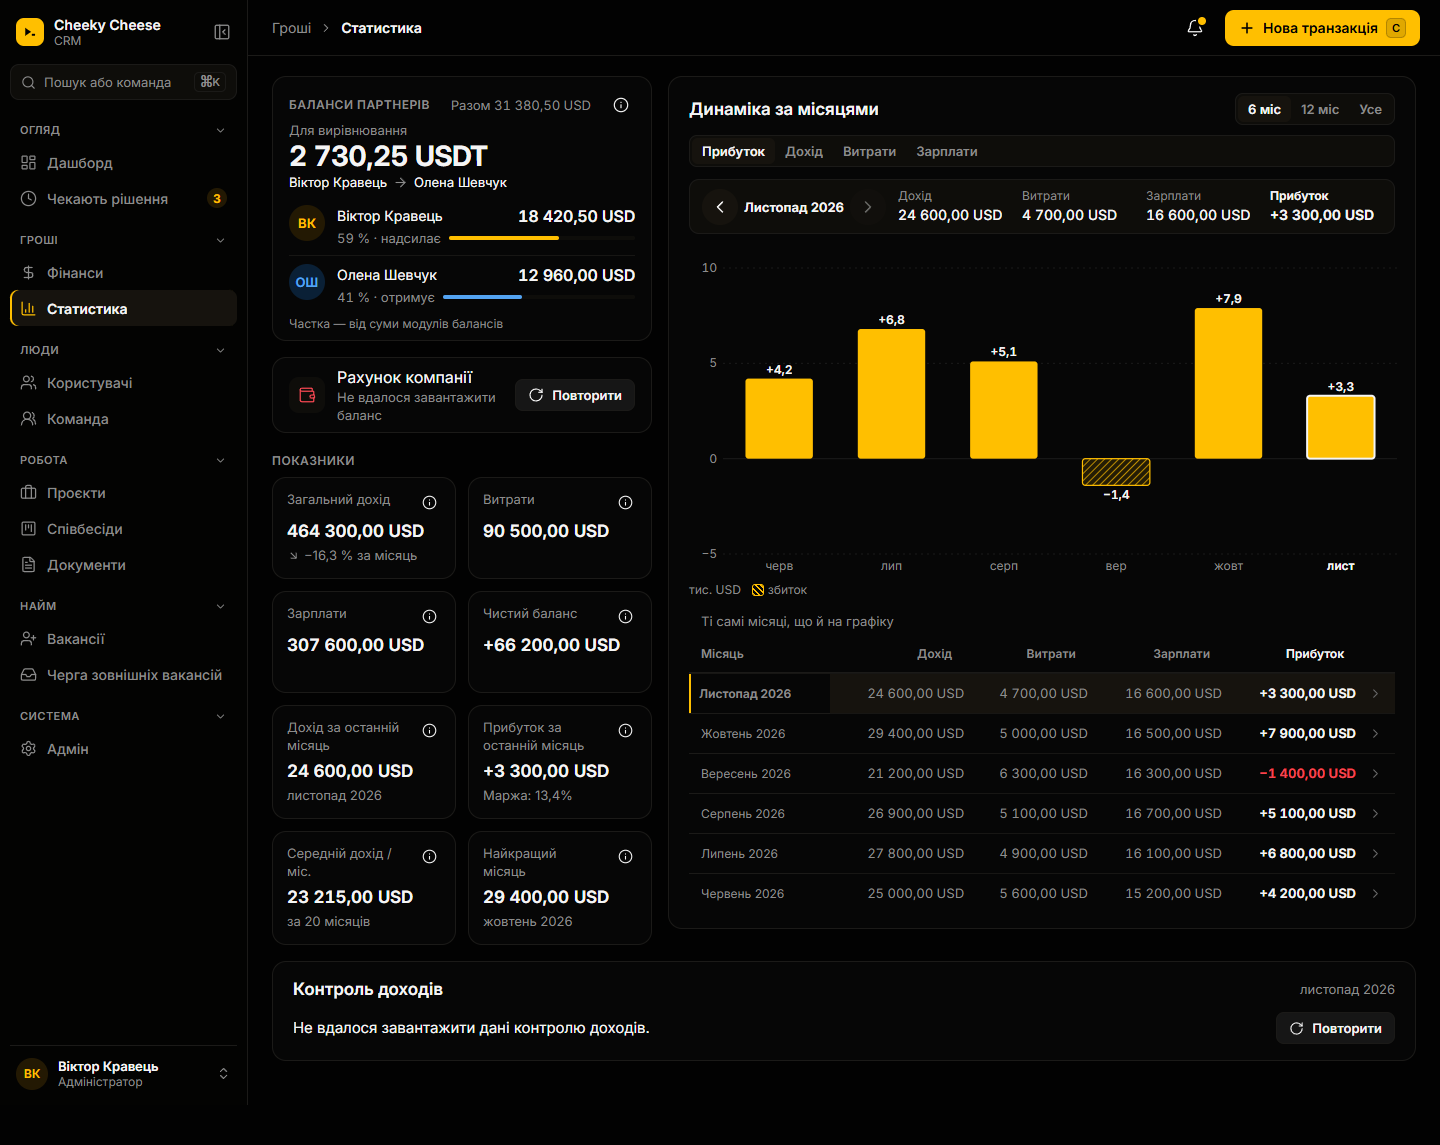 Cheeky Cheese
CRM
Пошук або команда ⌘K
ОГЛЯД
Дашборд
Чекають рішення 3
ГРОШІ
Фінанси
Статистика
ЛЮДИ
Користувачі
Команда
РОБОТА
Проєкти
Співбесіди
Документи
НАЙМ
Вакансії
Черга зовнішніх вакансій
СИСТЕМА
Адмін
ВК Віктор Кравець
Адміністратор
Гроші > Статистика
+ Нова транзакція C
БАЛАНСИ ПАРТНЕРІВ Разом 31 380,50 USD
Для вирівнювання
2 730,25 USDT
Віктор Кравець → Олена Шевчук
ВК Віктор Кравець 18 420,50 USD
59 % · надсилає
ОШ Олена Шевчук 12 960,00 USD
41 % · отримує
Частка — від суми модулів балансів
Рахунок компанії
Не вдалося завантажити
баланс
Повторити
ПОКАЗНИКИ
Загальний дохід
464 300,00 USD
↘ −16,3 % за місяць
Витрати
90 500,00 USD
Зарплати
307 600,00 USD
Чистий баланс
+66 200,00 USD
Дохід за останній
місяць
24 600,00 USD
листопад 2026
Прибуток за
останній місяць
+3 300,00 USD
Маржа: 13,4%
Середній дохід /
міс.
23 215,00 USD
за 20 місяців
Найкращий
місяць
29 400,00 USD
жовтень 2026
Динаміка за місяцями
6 міс 12 міс Усе
Прибуток Дохід Витрати Зарплати
Листопад 2026
Дохід Витрати Зарплати Прибуток
24 600,00 USD 4 700,00 USD 16 600,00 USD +3 300,00 USD
10
5
0
−5
+4,2 +6,8 +5,1 −1,4 +7,9 +3,3
черв лип серп вер жовт лист
тис. USD збиток
Ті самі місяці, що й на графіку
Місяць Дохід Витрати Зарплати Прибуток
Листопад 2026 24 600,00 USD 4 700,00 USD 16 600,00 USD +3 300,00 USD
Жовтень 2026 29 400,00 USD 5 000,00 USD 16 500,00 USD +7 900,00 USD
Вересень 2026 21 200,00 USD 6 300,00 USD 16 300,00 USD −1 400,00 USD
Серпень 2026 26 900,00 USD 5 100,00 USD 16 700,00 USD +5 100,00 USD
Липень 2026 27 800,00 USD 4 900,00 USD 16 100,00 USD +6 800,00 USD
Червень 2026 25 000,00 USD 5 600,00 USD 15 200,00 USD +4 200,00 USD
Контроль доходів листопад 2026
Не вдалося завантажити дані контролю доходів.
Повторити